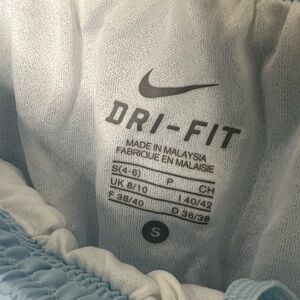 DRI-FIT
MADE IN MALAYSIA
FABRIQUE EN MALAISIE
S(4-6) P CH
UK 8/10 I 40/42
F 38/40 D 36/38
S